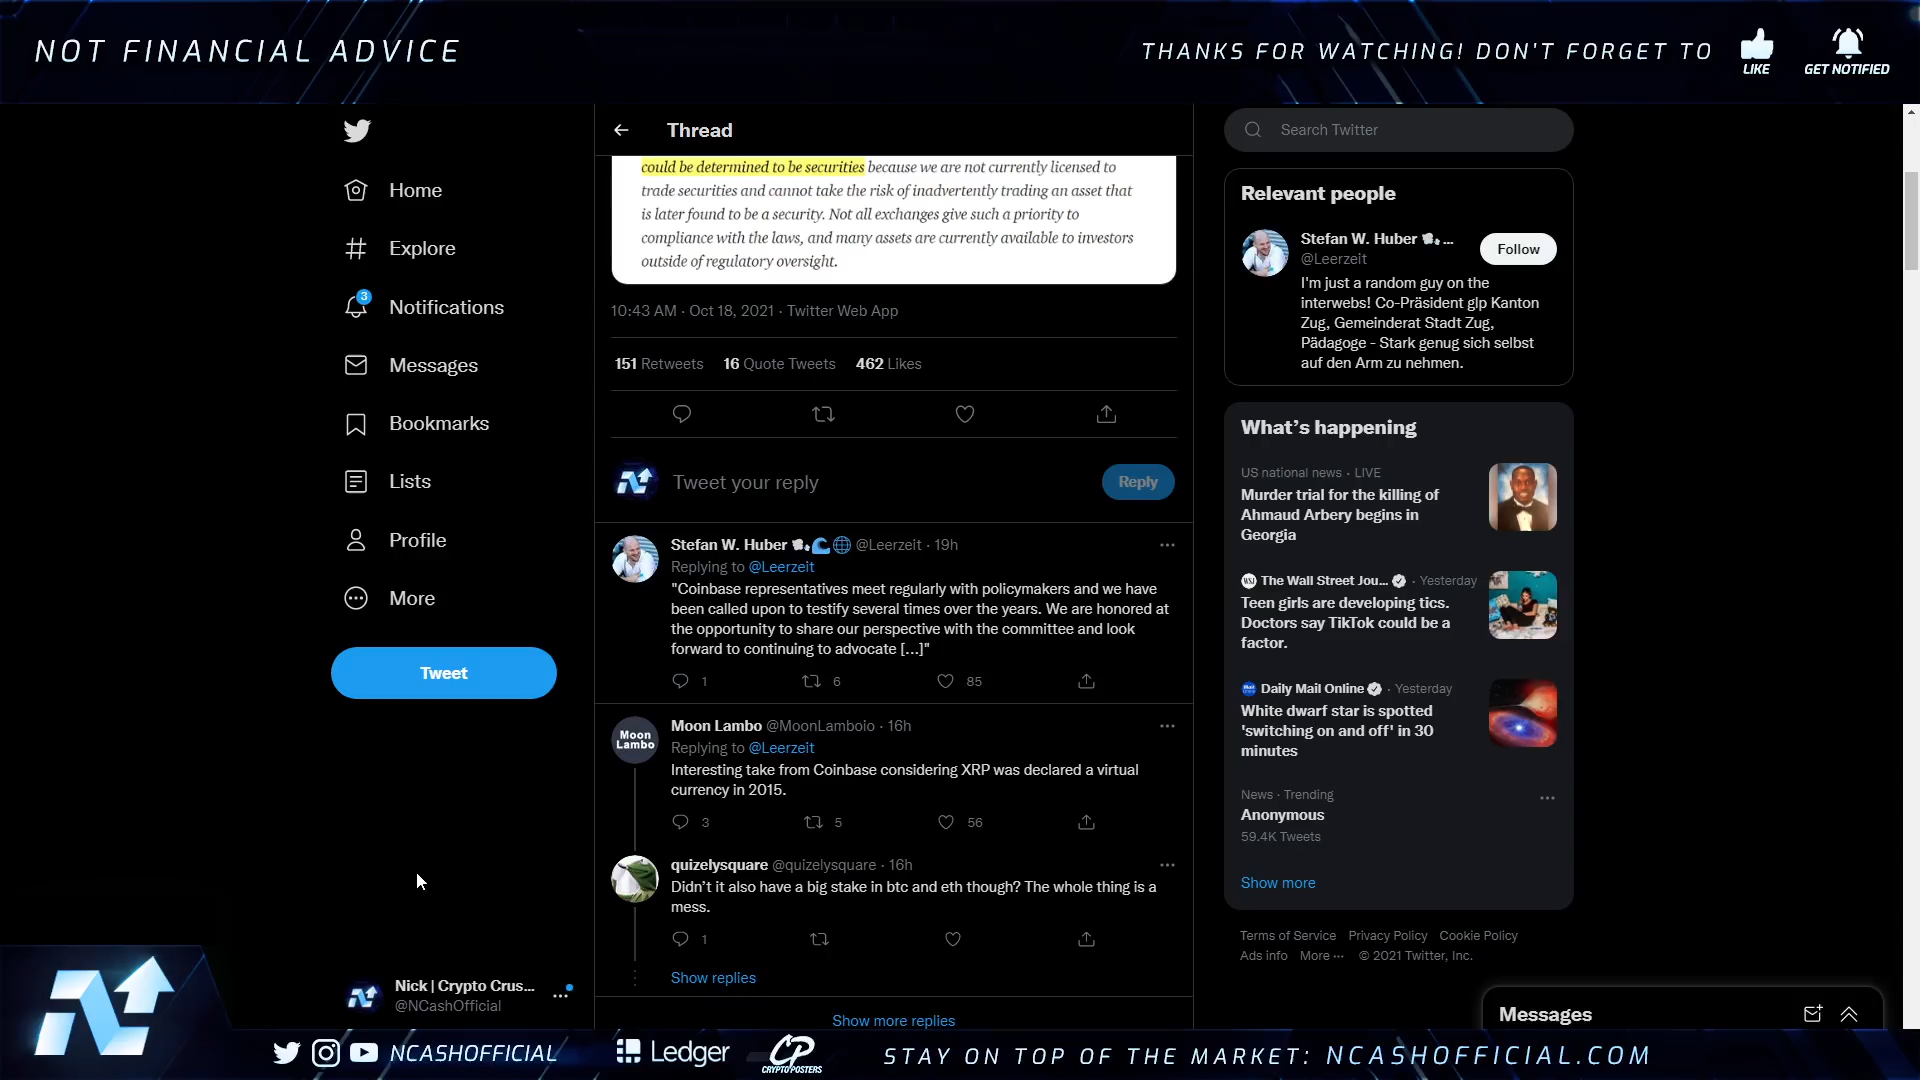 NOT FINANCIAL ADVICE
THANKS FOR WATCHING! DON'T FORGET TO
LIKE
GET NOTIFIED
Home
Explore
3
Notifications
Messages
Bookmarks
Lists
Profile
More
Tweet
Nick | Crypto Crus...
@NCashOfficial
Thread
could be determined to be securities because we are not currently licensed to
trade securities and cannot take the risk of inadvertently trading an asset that
is later found to be a security. Not all exchanges give such a priority to
compliance with the laws, and many assets are currently available to investors
outside of regulatory oversight.
10:43 AM · Oct 18, 2021 · Twitter Web App
151 Retweets 16 Quote Tweets 462 Likes
Tweet your reply
Reply
Stefan W. Huber @Leerzeit · 19h
Replying to @Leerzeit
"Coinbase representatives meet regularly with policymakers and we have
been called upon to testify several times over the years. We are honored at
the opportunity to share our perspective with the committee and look
forward to continuing to advocate [...]"
1 6 85
Moon Lambo
Moon Lambo @MoonLamboio · 16h
Replying to @Leerzeit
Interesting take from Coinbase considering XRP was declared a virtual
currency in 2015.
3 5 56
quizelysquare @quizelysquare · 16h
Didn't it also have a big stake in btc and eth though? The whole thing is a
mess.
1
Show replies
Show more replies
Search Twitter
Relevant people
Stefan W. Huber ...
@Leerzeit
Follow
I'm just a random guy on the
interwebs! Co-Präsident glp Kanton
Zug, Gemeinderat Stadt Zug,
Pädagoge - Stark genug sich selbst
auf den Arm zu nehmen.
What's happening
US national news · LIVE
Murder trial for the killing of
Ahmaud Arbery begins in
Georgia
WSJ The Wall Street Jou... · Yesterday
Teen girls are developing tics.
Doctors say TikTok could be a
factor.
Daily Mail Online · Yesterday
White dwarf star is spotted
'switching on and off' in 30
minutes
News · Trending
Anonymous
59.4K Tweets
Show more
Terms of Service Privacy Policy Cookie Policy
Ads info More ··· © 2021 Twitter, Inc.
Messages
NCASHOFFICIAL
Ledger
CP
CRYPTOPOSTERS
STAY ON TOP OF THE MARKET: NCASHOFFICIAL.COM